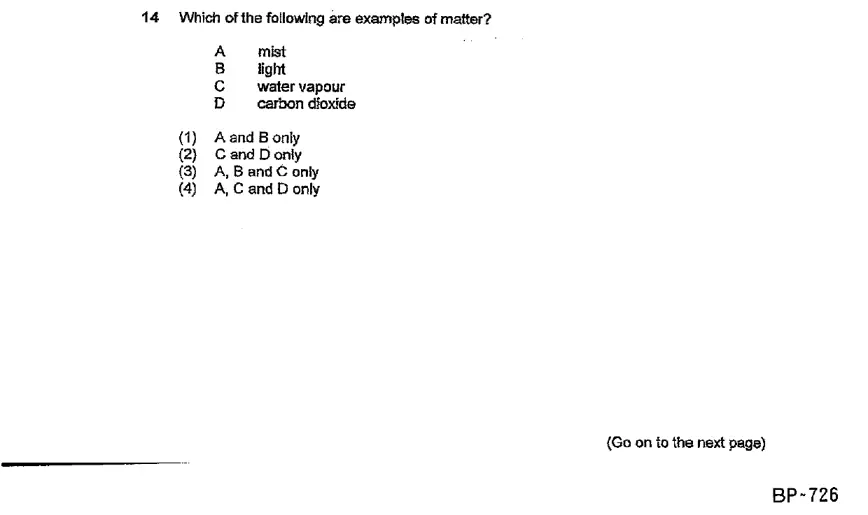 14 Which of the following are examples of matter?
A mist
B light
C water vapour
D carbon dioxide
(1) A and B only
(2) C and D only
(3) A, B and C only
(4) A, C and D only
(Go on to the next page)
BP-726